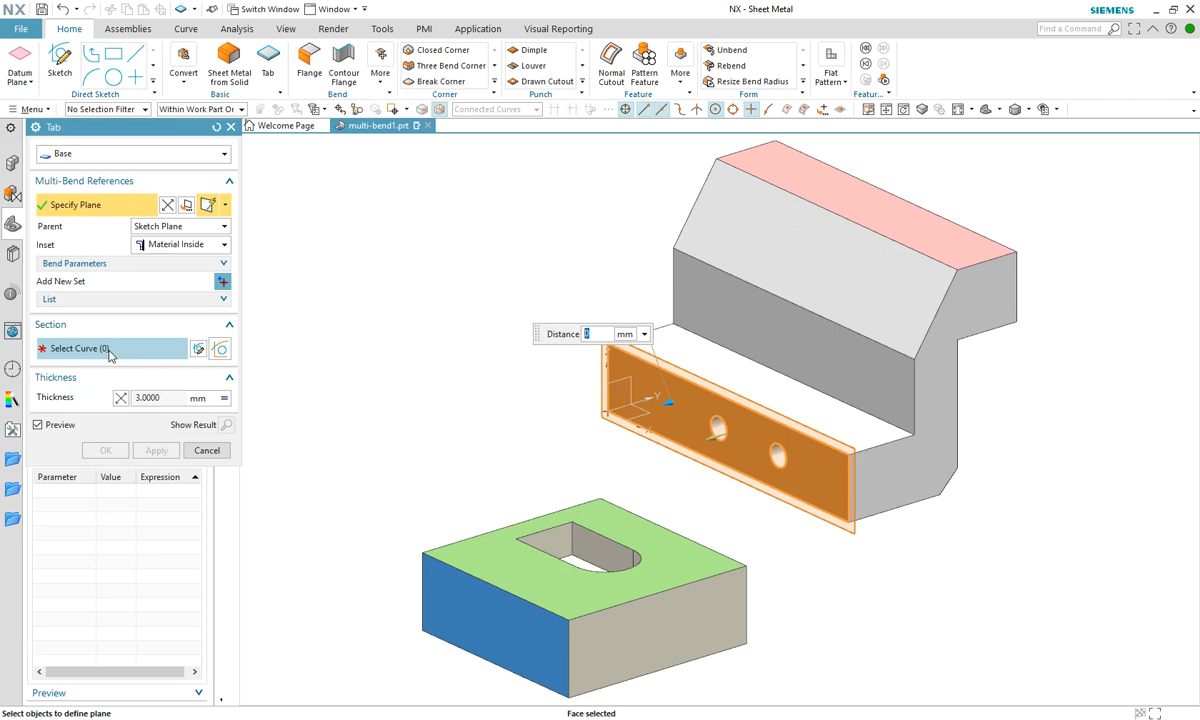 NX
Switch Window
Window
NX - Sheet Metal
SIEMENS
File
Home
Assemblies
Curve
Analysis
View
Render
Tools
PMI
Application
Visual Reporting
Find a Command
Datum Plane
Sketch
Direct Sketch
Convert
Sheet Metal from Solid
Tab
Basic
Flange
Contour Flange
More
Bend
Closed Corner
Three Bend Corner
Break Corner
Corner
Dimple
Louver
Drawn Cutout
Punch
Normal Cutout
Pattern Feature
More
Feature
Unbend
Rebend
Resize Bend Radius
Form
Flat Pattern
Featur...
Menu
No Selection Filter
Within Work Part Or
Connected Curves
Tab
Welcome Page
multi-bend1.prt
Base
Multi-Bend References
Specify Plane
Parent
Sketch Plane
Inset
Material Inside
Bend Parameters
Add New Set
List
Section
Select Curve (0)
Thickness
Thickness
3.0000
mm
Preview
Show Result
OK
Apply
Cancel
Distance
0
mm
Y
Parameter
Value
Expression
Preview
Select objects to define plane
Face selected